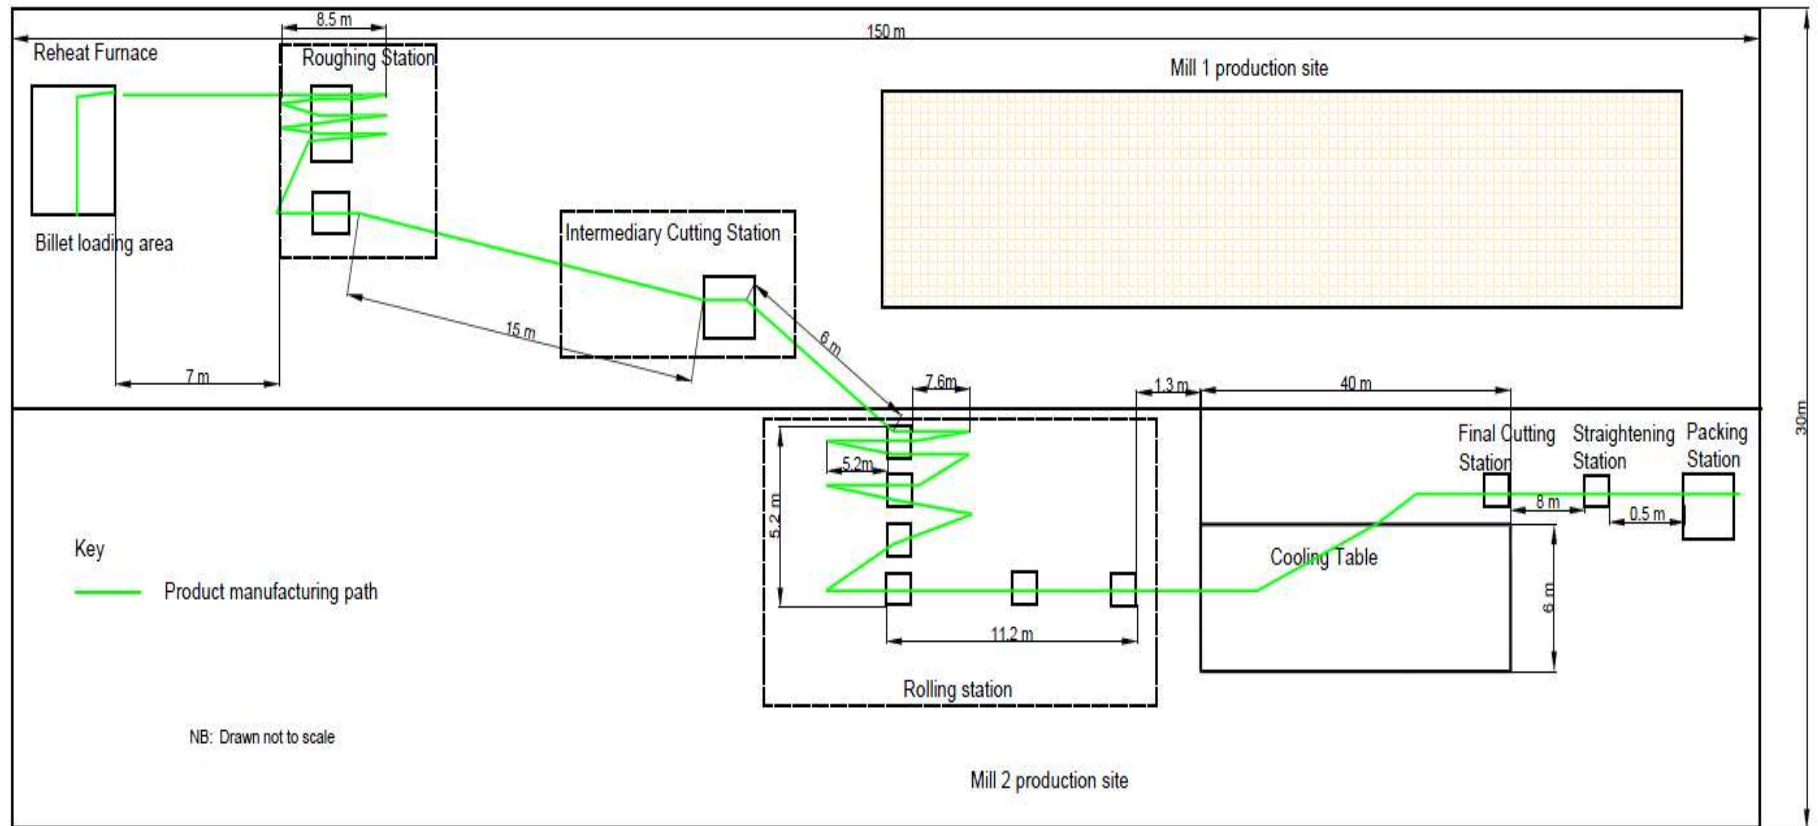 8.5 m
150 m
Reheat Furnace
Roughing Station
Mill 1 production site
Billet loading area
Intermediary Cutting Station
15 m
6 m
7 m
7.6m
1.3 m
40 m
30m
Final Cutting
Station
Straightening
Station
Packing
Station
5.2m
5.2 m
8 m
0.5 m
Key
Cooling Table
Product manufacturing path
6 m
11.2 m
Rolling station
NB: Drawn not to scale
Mill 2 production site